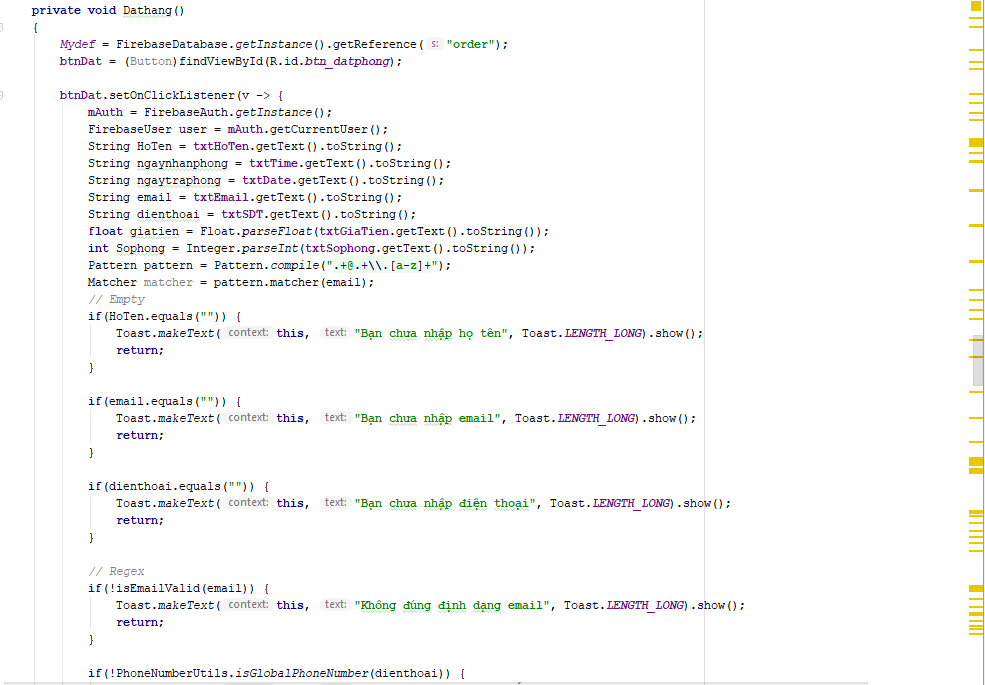 private void Dathang()
{
Mydef = FirebaseDatabase.getInstance().getReference( s: "order");
btnDat = (Button)findViewById(R.id.btn_datphong);
btnDat.setOnClickListener(v -> {
mAuth = FirebaseAuth.getInstance();
FirebaseUser user = mAuth.getCurrentUser();
String HoTen = txtHoTen.getText().toString();
String ngaynhanphong = txtTime.getText().toString();
String ngaytraphong = txtDate.getText().toString();
String email = txtEmail.getText().toString();
String dienthoai = txtSDT.getText().toString();
float giatien = Float.parseFloat(txtGiaTien.getText().toString());
int Sophong = Integer.parseInt(txtSophong.getText().toString());
Pattern pattern = Pattern.compile(".+@.+\\.[a-z]+");
Matcher matcher = pattern.matcher(email);
// Empty
if(HoTen.equals("")) {
Toast.makeText( context: this, text: "Bạn chưa nhập họ tên", Toast.LENGTH_LONG).show();
return;
}
if(email.equals("")) {
Toast.makeText( context: this, text: "Bạn chưa nhập email", Toast.LENGTH_LONG).show();
return;
}
if(dienthoai.equals("")) {
Toast.makeText( context: this, text: "Bạn chưa nhập điện thoại", Toast.LENGTH_LONG).show();
return;
}
// Regex
if(!isEmailValid(email)) {
Toast.makeText( context: this, text: "Không đúng định dạng email", Toast.LENGTH_LONG).show();
return;
}
if(!PhoneNumberUtils.isGlobalPhoneNumber(dienthoai)) {